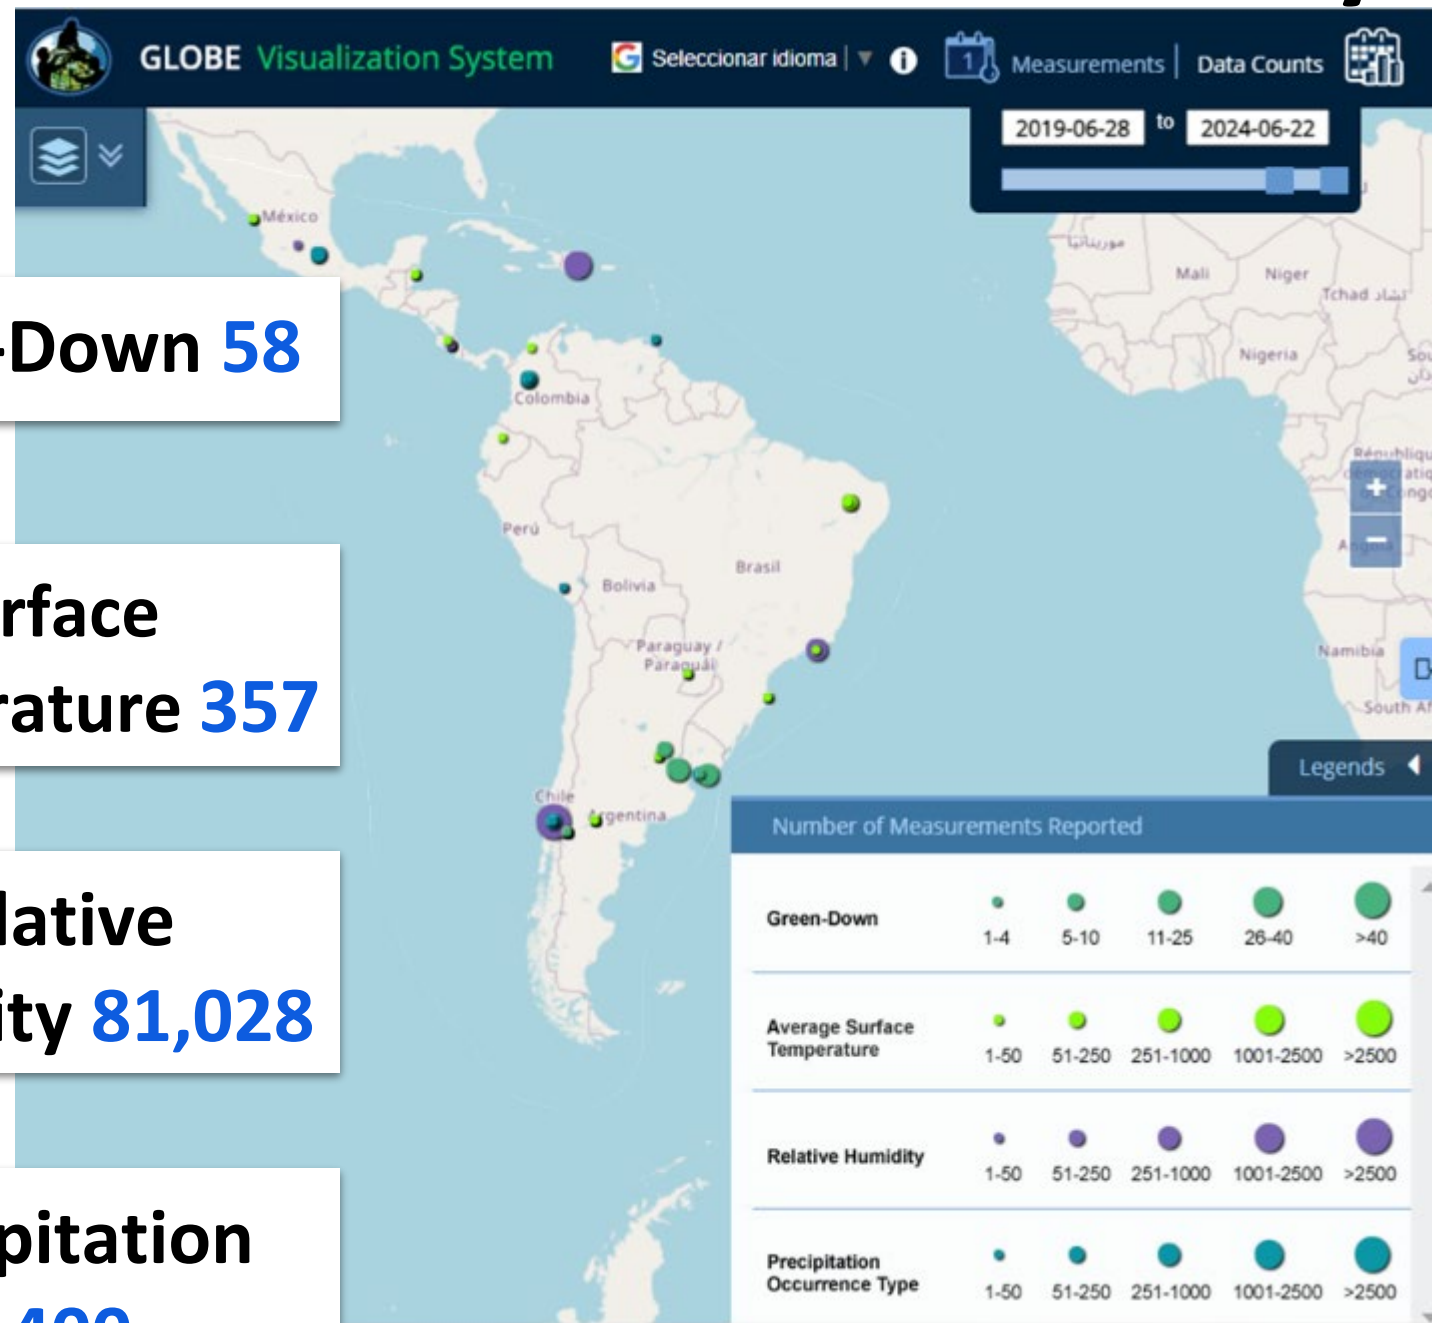 GLOBE Visualization System
Seleccionar idioma
Measurements
Data Counts
2019-06-28 to 2024-06-22
México
موريتانيا
Mali
Niger
Tchad تشاد
-Down 58
Nigeria
Colombia
Perú
Brasil
Bolivia
Angola
rface
rature 357
Paraguay /
Paraguái
Namibia
South Af
Legends
Chile
Argentina
Number of Measurements Reported
lative
ity 81,028
Green-Down
1-4 5-10 11-25 26-40 >40
Average Surface
Temperature
1-50 51-250 251-1000 1001-2500 >2500
Relative Humidity
1-50 51-250 251-1000 1001-2500 >2500
pitation
Precipitation
Occurrence Type
1-50 51-250 251-1000 1001-2500 >2500